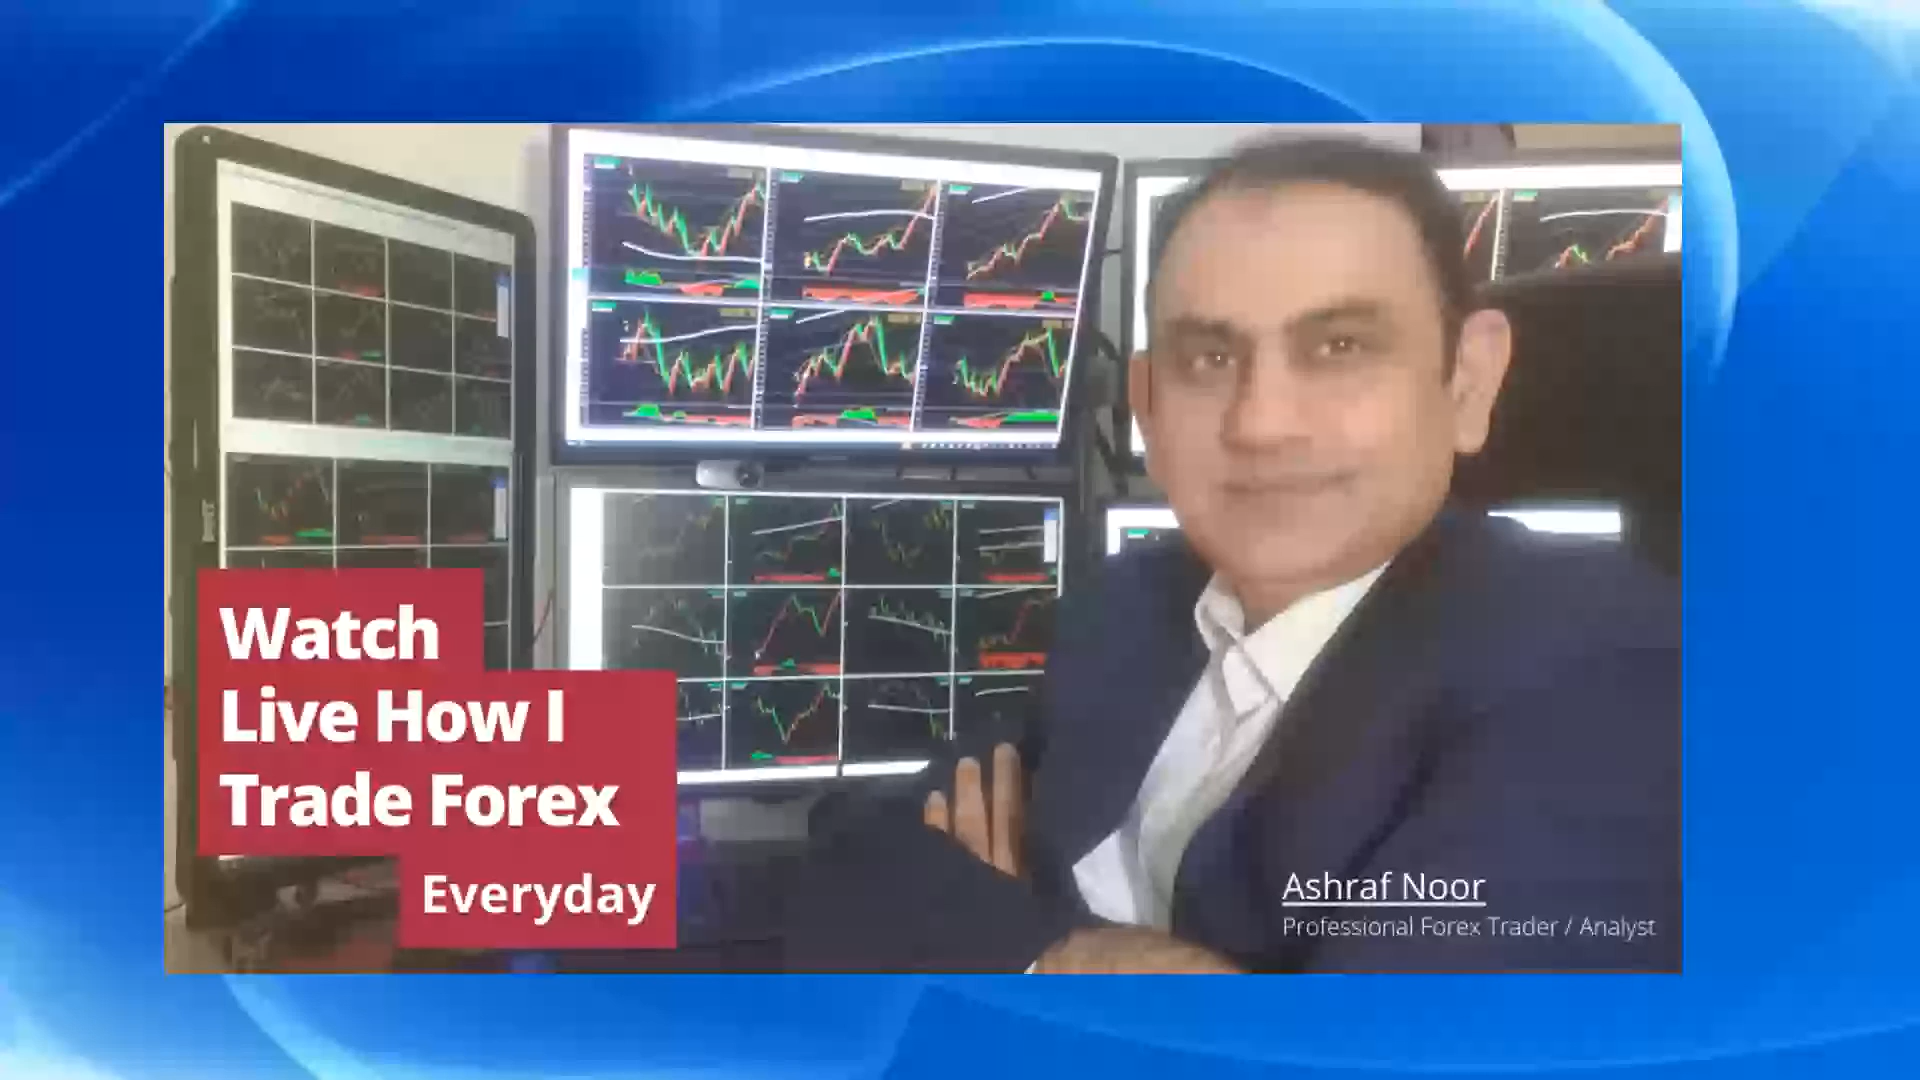 Watch
Live How I
Trade Forex
Everyday
Ashraf Noor
Professional Forex Trader / Analyst